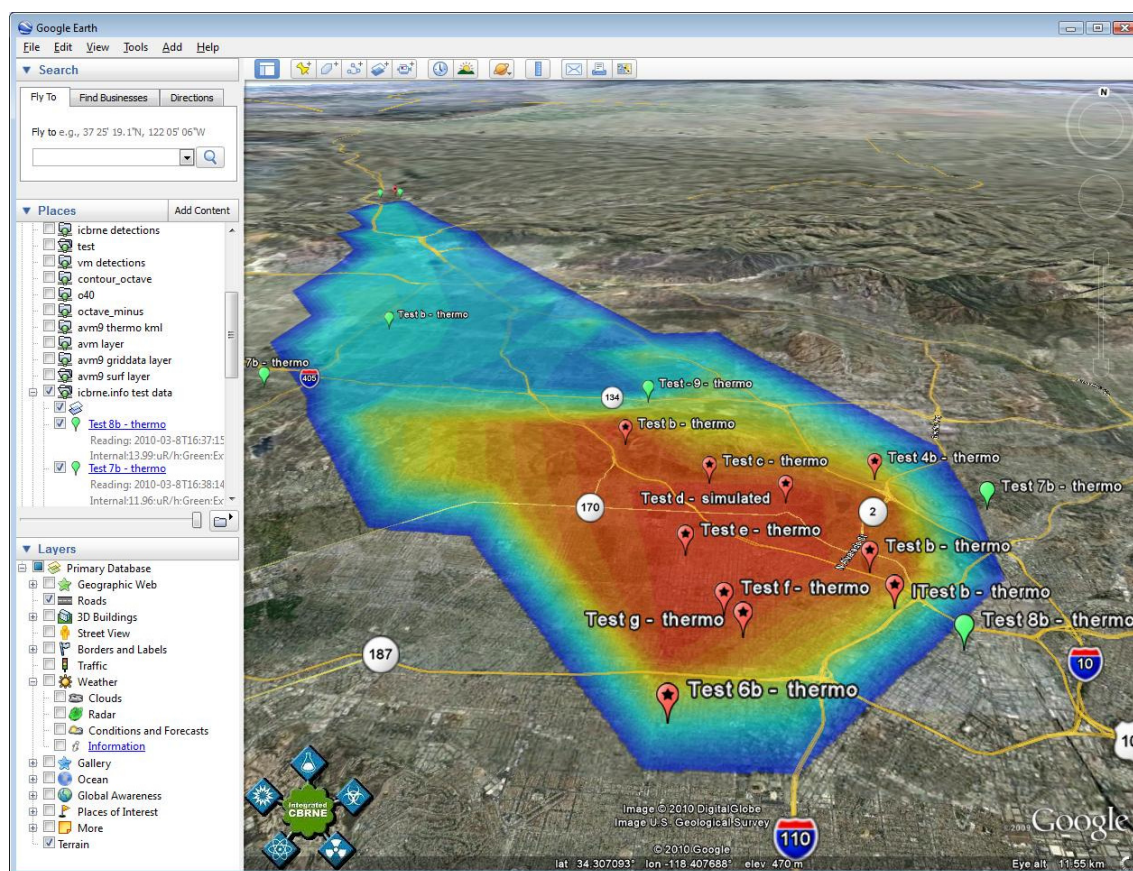 Google Earth
File Edit View Tools Add Help
Search
Fly To Find Businesses Directions
Fly to e.g., 37 25' 19.1"N, 122 05' 06"W
Places Add Content
icbrne detections
test
vm detections
contour_octave
o40
octave_minus
avm9 thermo kml
avm layer
avm9 griddata layer
avm9 surf layer
icbrne.info test data
Test 8b - thermo
Reading: 2010-03-8T16:37:15
Internal:13.99:uR/h:Green:Ex
Test 7b - thermo
Reading: 2010-03-8T16:38:14
Internal:11.96:uR/h:Green:Ex
Layers
Primary Database
Geographic Web
Roads
3D Buildings
Street View
Borders and Labels
Traffic
Weather
Clouds
Radar
Conditions and Forecasts
Information
Gallery
Ocean
Global Awareness
Places of Interest
More
Terrain
N
Test b - thermo
7b - thermo
405
Test - 9 - thermo
134
Test b - thermo
Test c - thermo
Test 4b - thermo
Test d - simulated
Test 7b - thermo
170
2
Test e - thermo
Test b - thermo
Test f - thermo
ITest b - thermo
Test g - thermo
Test 8b - thermo
187
10
Test 6b - thermo
10
110
Integrated
CBRNE
Image © 2010 DigitalGlobe
Image U.S. Geological Survey
© 2010 Google
©2009 Google
lat 34.307093° lon -118.407688° elev 470 m
Eye alt 11.55 km